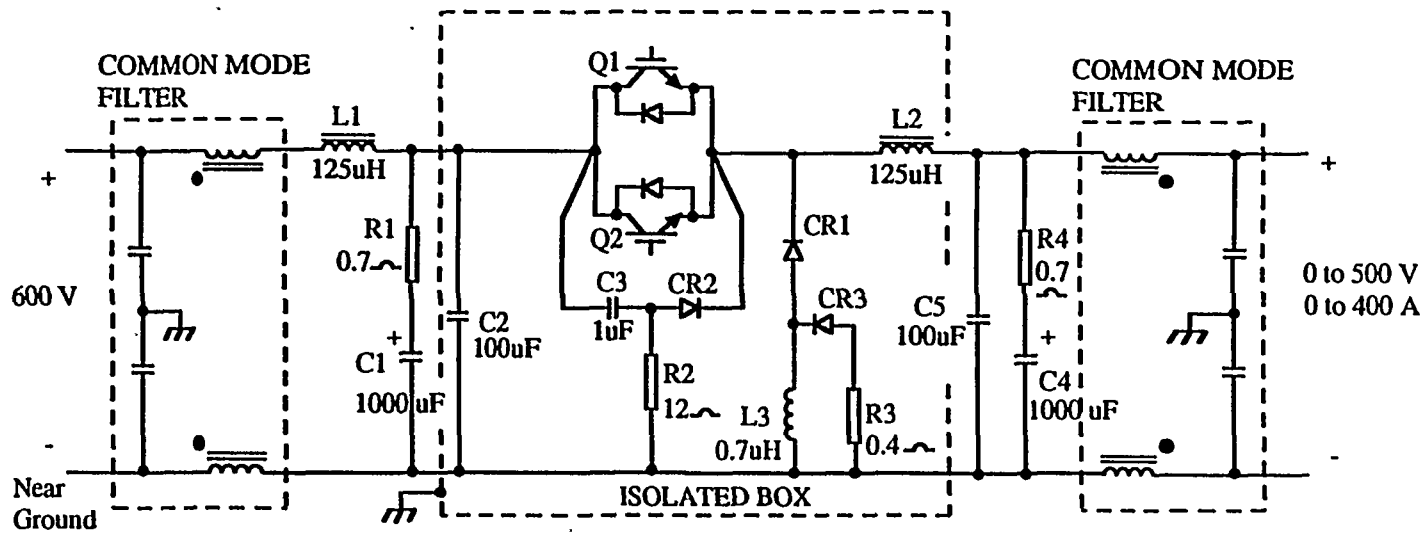 COMMON MODE
FILTER
L1
125uH
+
-
600 V
Near
Ground
R1
0.7
+
C1
1000 uF
C2
100uF
Q1
Q2
C3
1uF
CR2
R2
12
CR1
CR3
L3
0.7uH
R3
0.4
L2
125uH
ISOLATED BOX
C5
100uF
R4
0.7
+
C4
1000 uF
COMMON MODE
FILTER
+
0 to 500 V
0 to 400 A
-